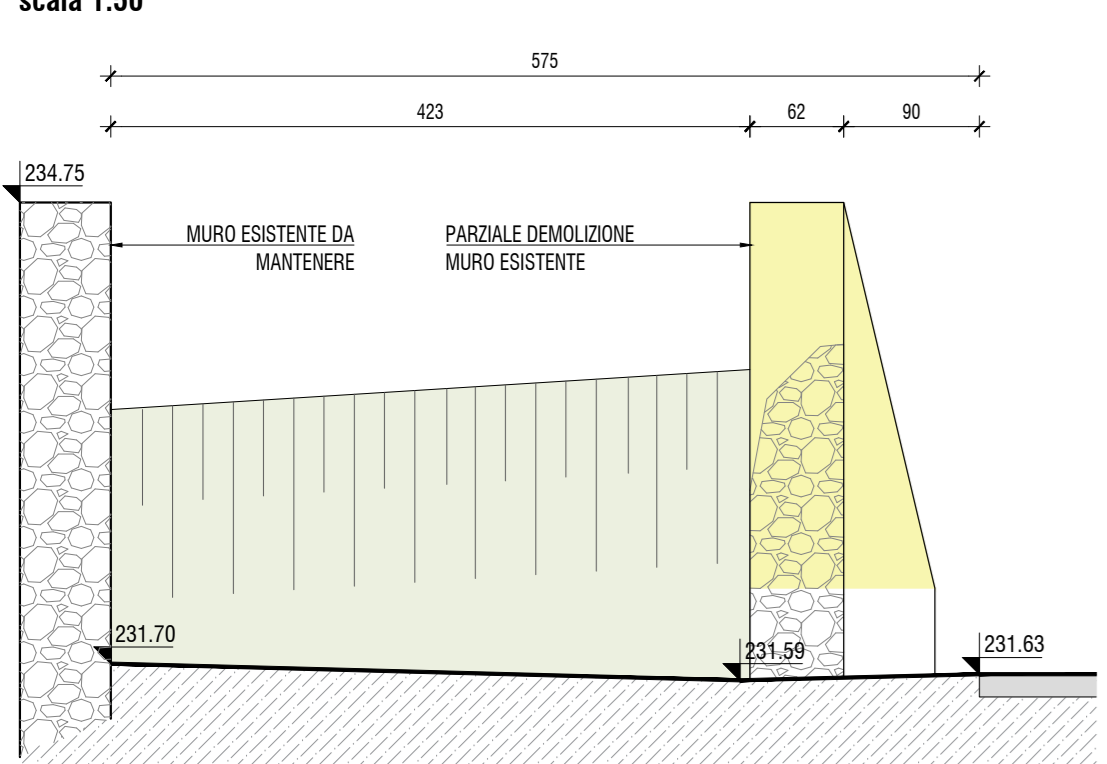 scala 1:50
575
423
62
90
234.75
MURO ESISTENTE DA
MANTENERE
PARZIALE DEMOLIZIONE
MURO ESISTENTE
231.70
231.59
231.63